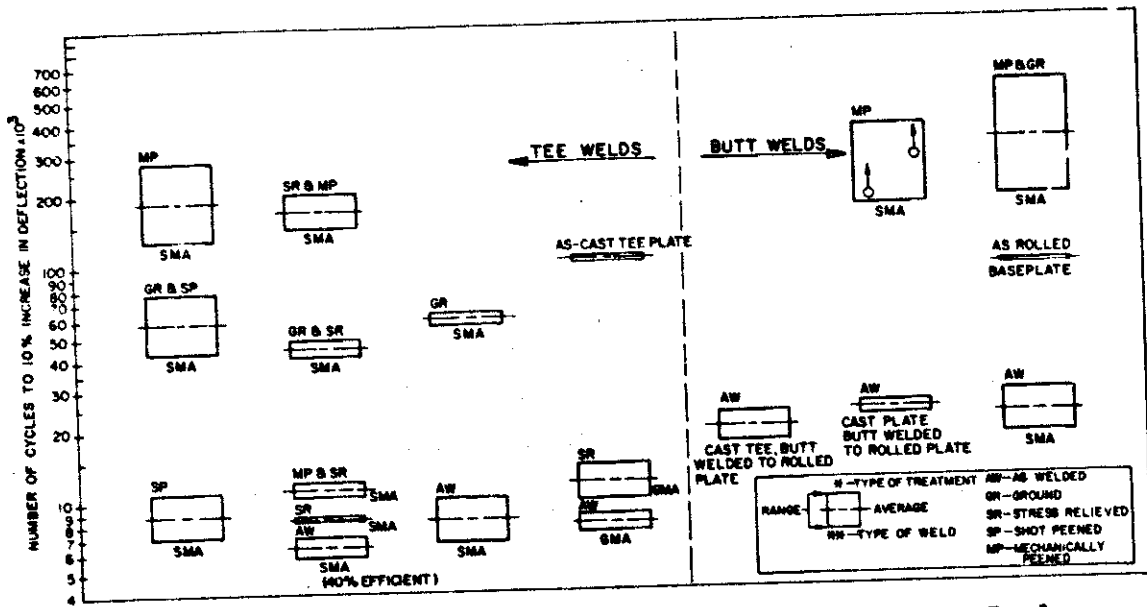 NUMBER OF CYCLES TO 10% INCREASE IN DEFLECTION x10³
700
600
500
400
300
200
100
90
80
70
60
50
40
30
20
10
9
8
7
6
5
4
MP
SMA
GR & SP
SMA
SP
SMA
SR & MP
SMA
GR & SR
SMA
MP & SR
SMA
SR
SMA
AW
SMA
(40% EFFICIENT)
GR
SMA
AW
SMA
TEE WELDS
AS-CAST TEE PLATE
SR
GMA
AW
GMA
BUTT WELDS
AW
CAST TEE, BUTT
WELDED TO ROLLED
PLATE
MP
SMA
AW
CAST PLATE
BUTT WELDED
TO ROLLED PLATE
MP & GR
SMA
AS ROLLED
BASEPLATE
AW
SMA
RANGE
*-TYPE OF TREATMENT
AVERAGE
**-TYPE OF WELD
AW-AS WELDED
GR-GROUND
SR-STRESS RELIEVED
SP-SHOT PEENED
MP-MECHANICALLY
PEENED